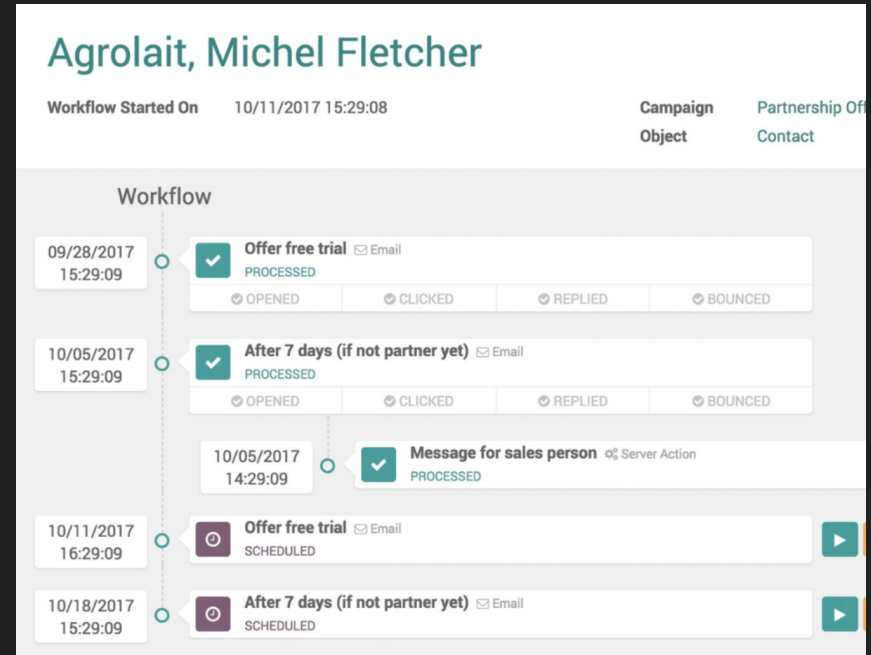 Agrolait, Michel Fletcher
Workflow Started On 10/11/2017 15:29:08
Campaign Partnership Off
Object Contact
Workflow
09/28/2017
15:29:09
Offer free trial Email
PROCESSED
OPENED CLICKED REPLIED BOUNCED
10/05/2017
15:29:09
After 7 days (if not partner yet) Email
PROCESSED
OPENED CLICKED REPLIED BOUNCED
10/05/2017
14:29:09
Message for sales person Server Action
PROCESSED
10/11/2017
16:29:09
Offer free trial Email
SCHEDULED
10/18/2017
15:29:09
After 7 days (if not partner yet) Email
SCHEDULED